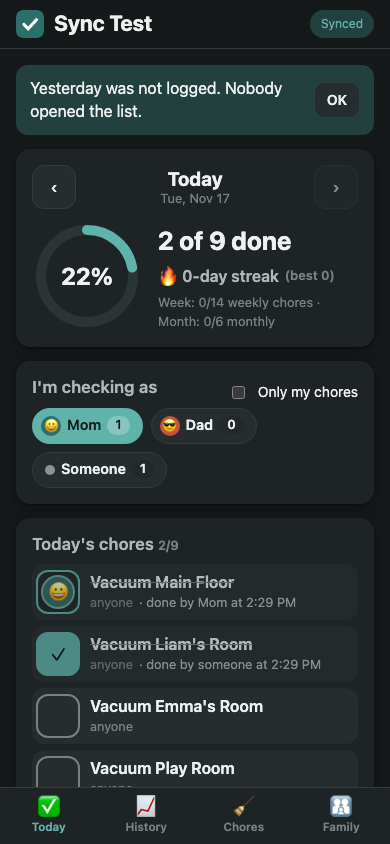 Sync Test
Synced
Yesterday was not logged. Nobody
opened the list.
OK
‹
Today
›
Tue, Nov 17
22%
2 of 9 done
🔥 0-day streak (best 0)
Week: 0/14 weekly chores ·
Month: 0/6 monthly
I'm checking as
Only my chores
Mom 1
Dad 0
Someone 1
Today's chores 2/9
Vacuum Main Floor
anyone · done by Mom at 2:29 PM
Vacuum Liam's Room
anyone · done by someone at 2:29 PM
Vacuum Emma's Room
anyone
Vacuum Play Room
Today
History
Chores
Family